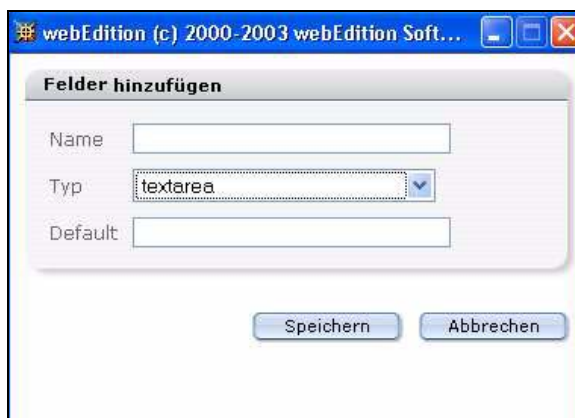 webEdition (c) 2000-2003 webEdition Soft...
Felder hinzufügen
Name
Typ textarea
Default
Speichern Abbrechen